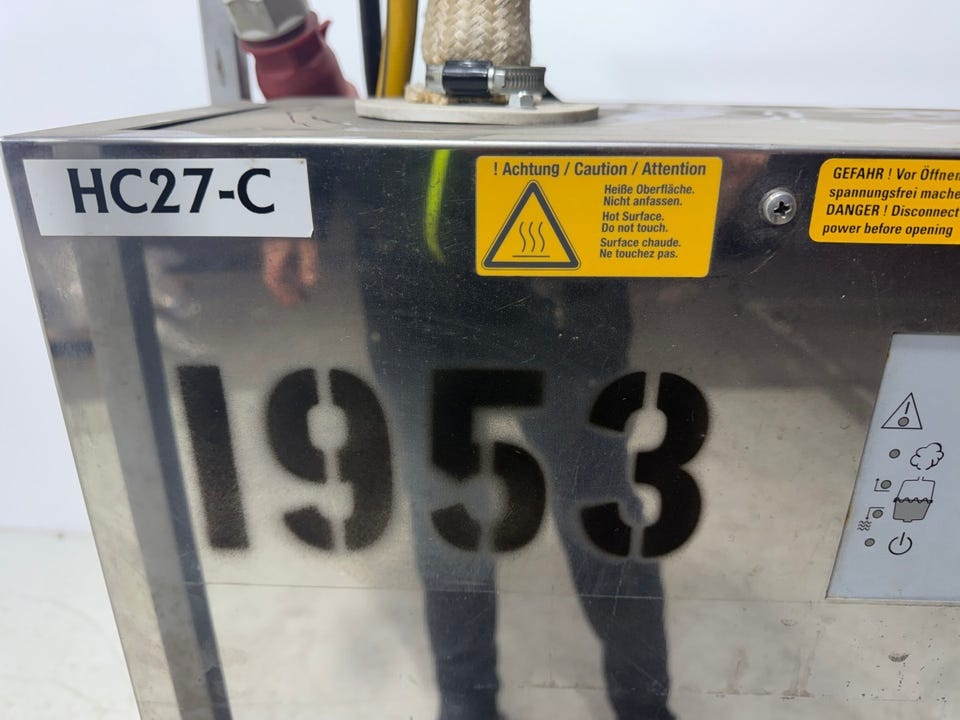 HC27-C
! Achtung / Caution / Attention
Heiße Oberfläche.
Nicht anfassen.
Hot Surface.
Do not touch.
Surface chaude.
Ne touchez pas.
GEFAHR ! Vor Öffnen
spannungsfrei mache
DANGER ! Disconnect
power before opening
1953